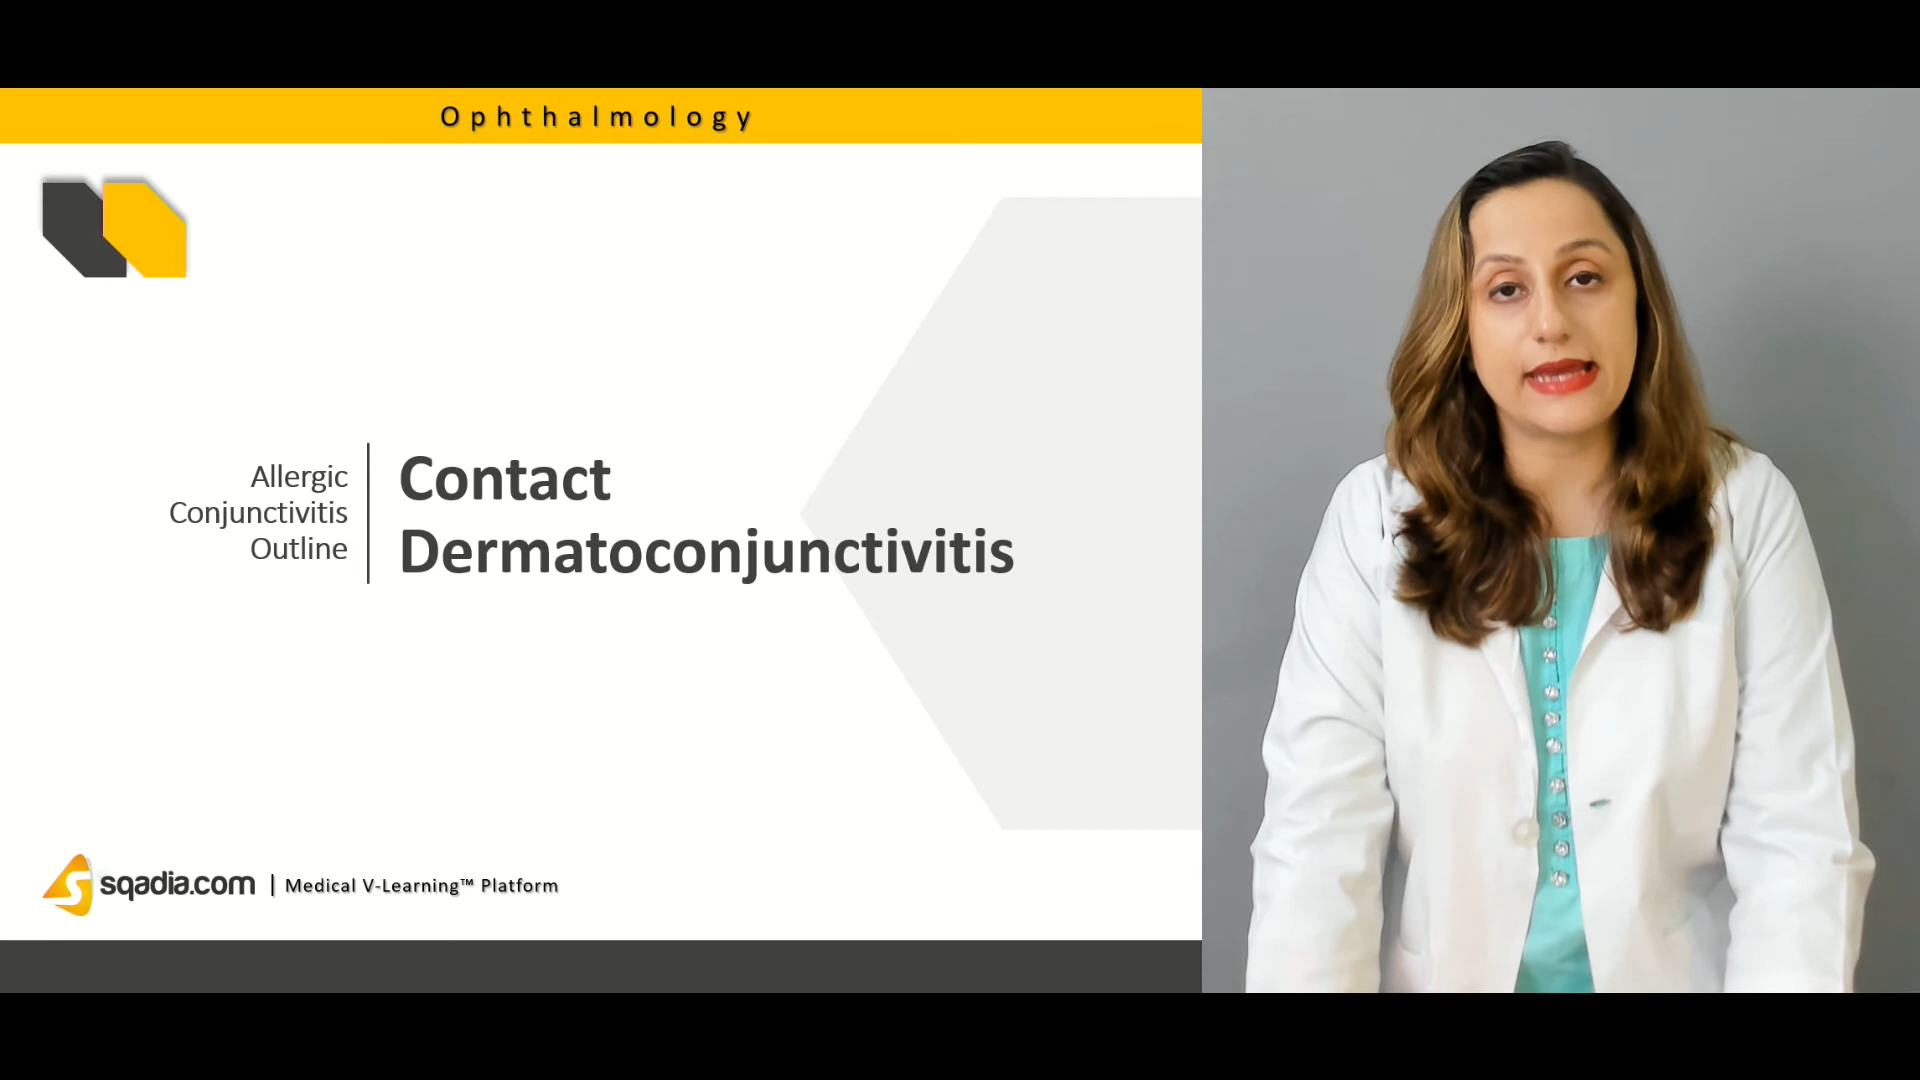 Ophthalmology
Allergic
Conjunctivitis
Outline
Contact
Dermatoconjunctivitis
sqadia.com | Medical V-Learning™ Platform